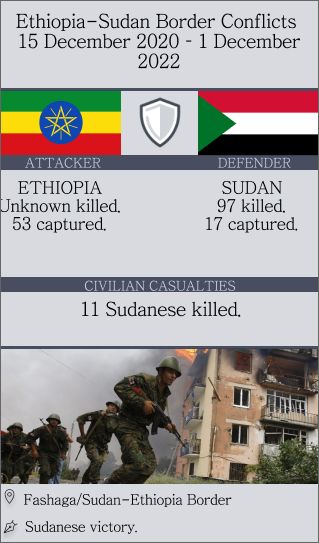 Ethiopia-Sudan Border Conflicts
15 December 2020 - 1 December
2022
ATTACKER
DEFENDER
ETHIOPIA
Unknown killed.
53 captured.
SUDAN
97 killed.
17 captured.
CIVILIAN CASUALTIES
11 Sudanese killed.
Fashaga/Sudan-Ethiopia Border
Sudanese victory.